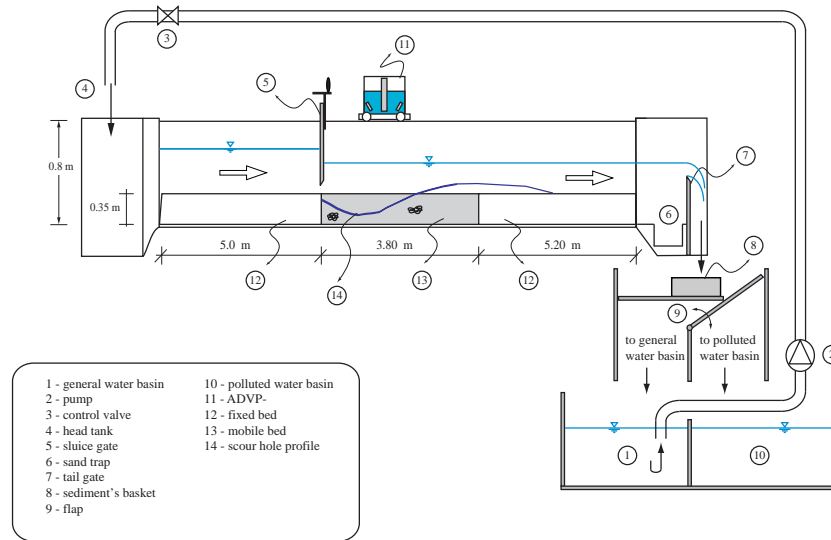 3
11
4
5
0.8 m
7
0.35 m
6
5.0 m
3.80 m
5.20 m
8
12
13
12
14
9
to general
water basin
to polluted
water basin
1
10
1 - general water basin
2 - pump
3 - control valve
4 - head tank
5 - sluice gate
6 - sand trap
7 - tail gate
8 - sediment's basket
9 - flap
10 - polluted water basin
11 - ADVP-
12 - fixed bed
13 - mobile bed
14 - scour hole profile